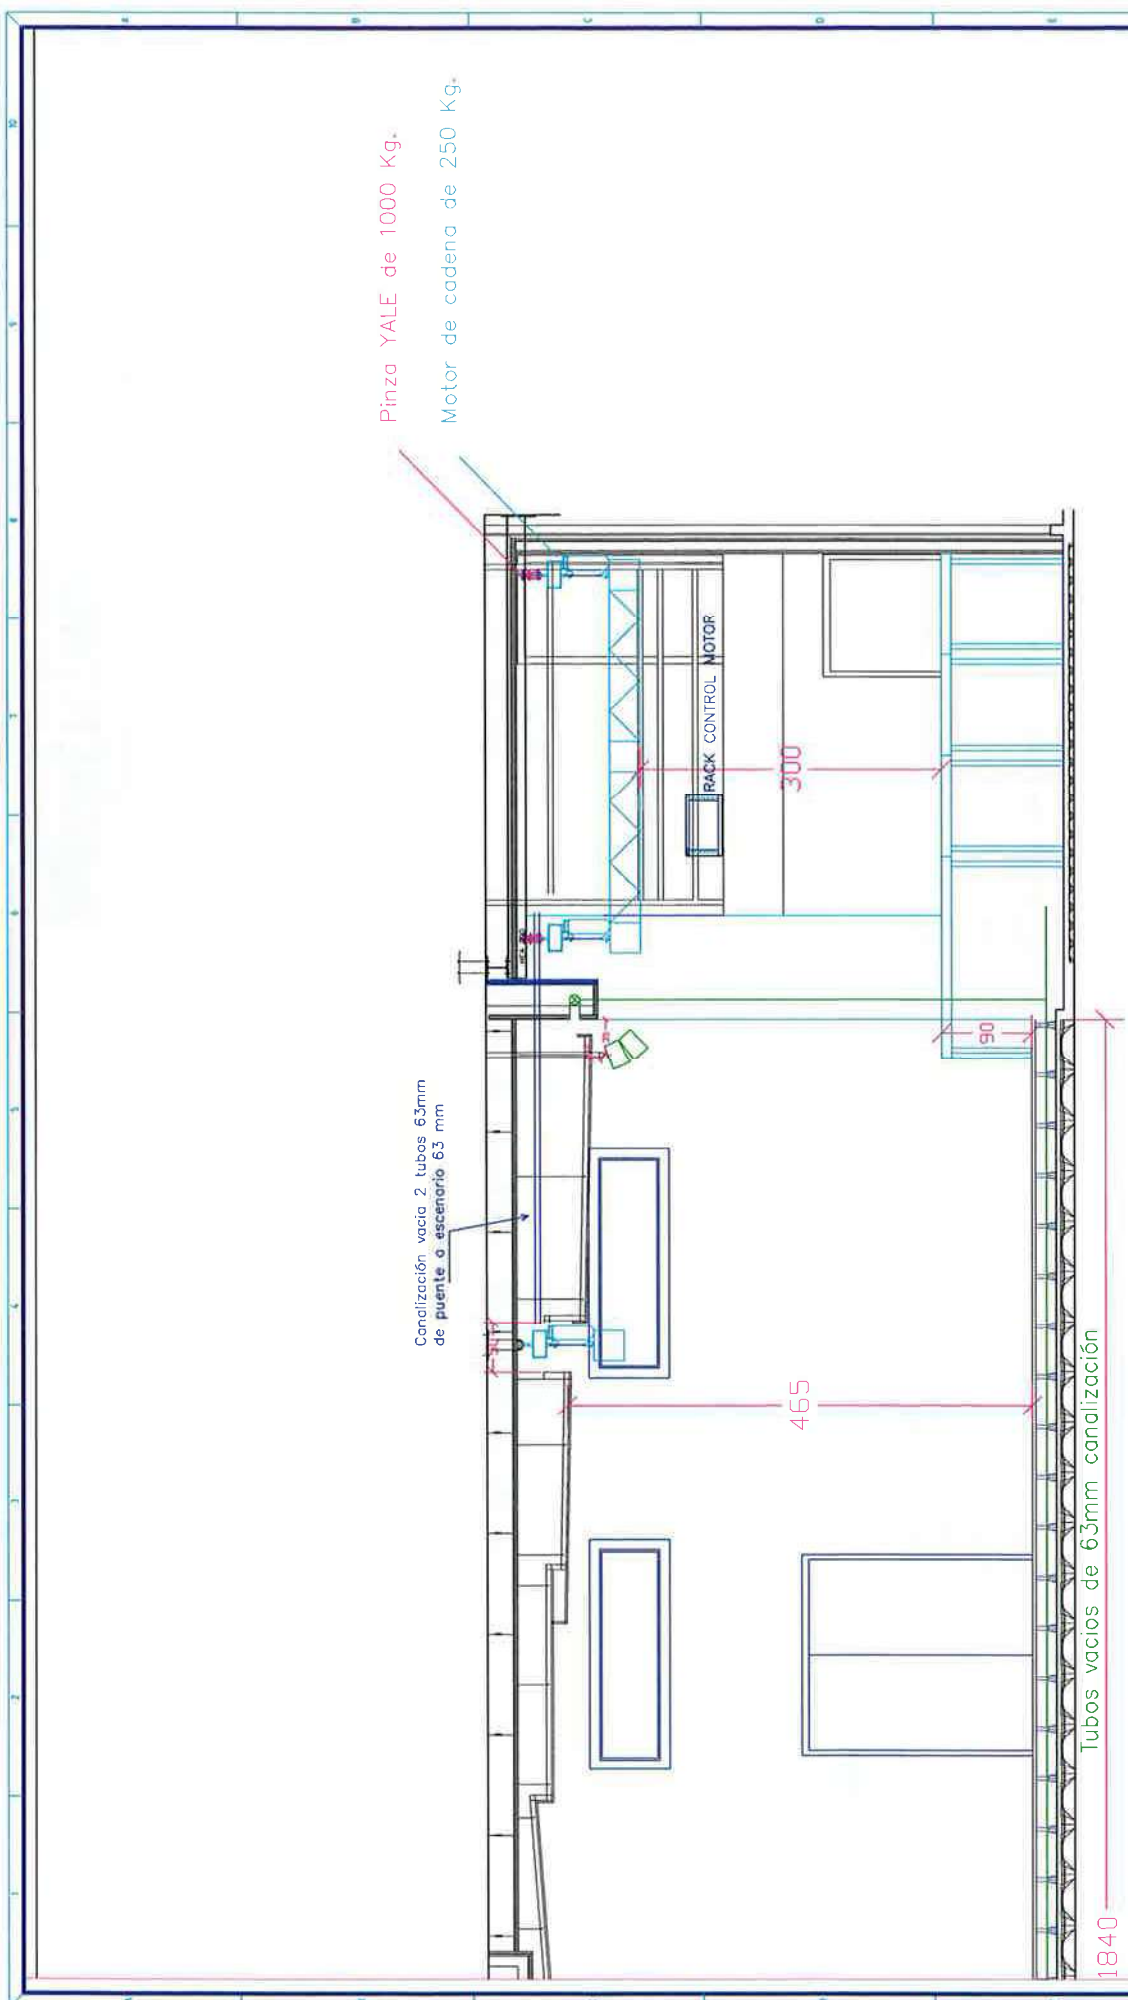 Pinza YALE de 1000 Kg.
Motor de cadena de 250 Kg.
Canalización vacia 2 tubos 63mm
de puente a escenario 63 mm
RACK CONTROL MOTOR
300
90
465
Tubos vacios de 63mm canalización
1840